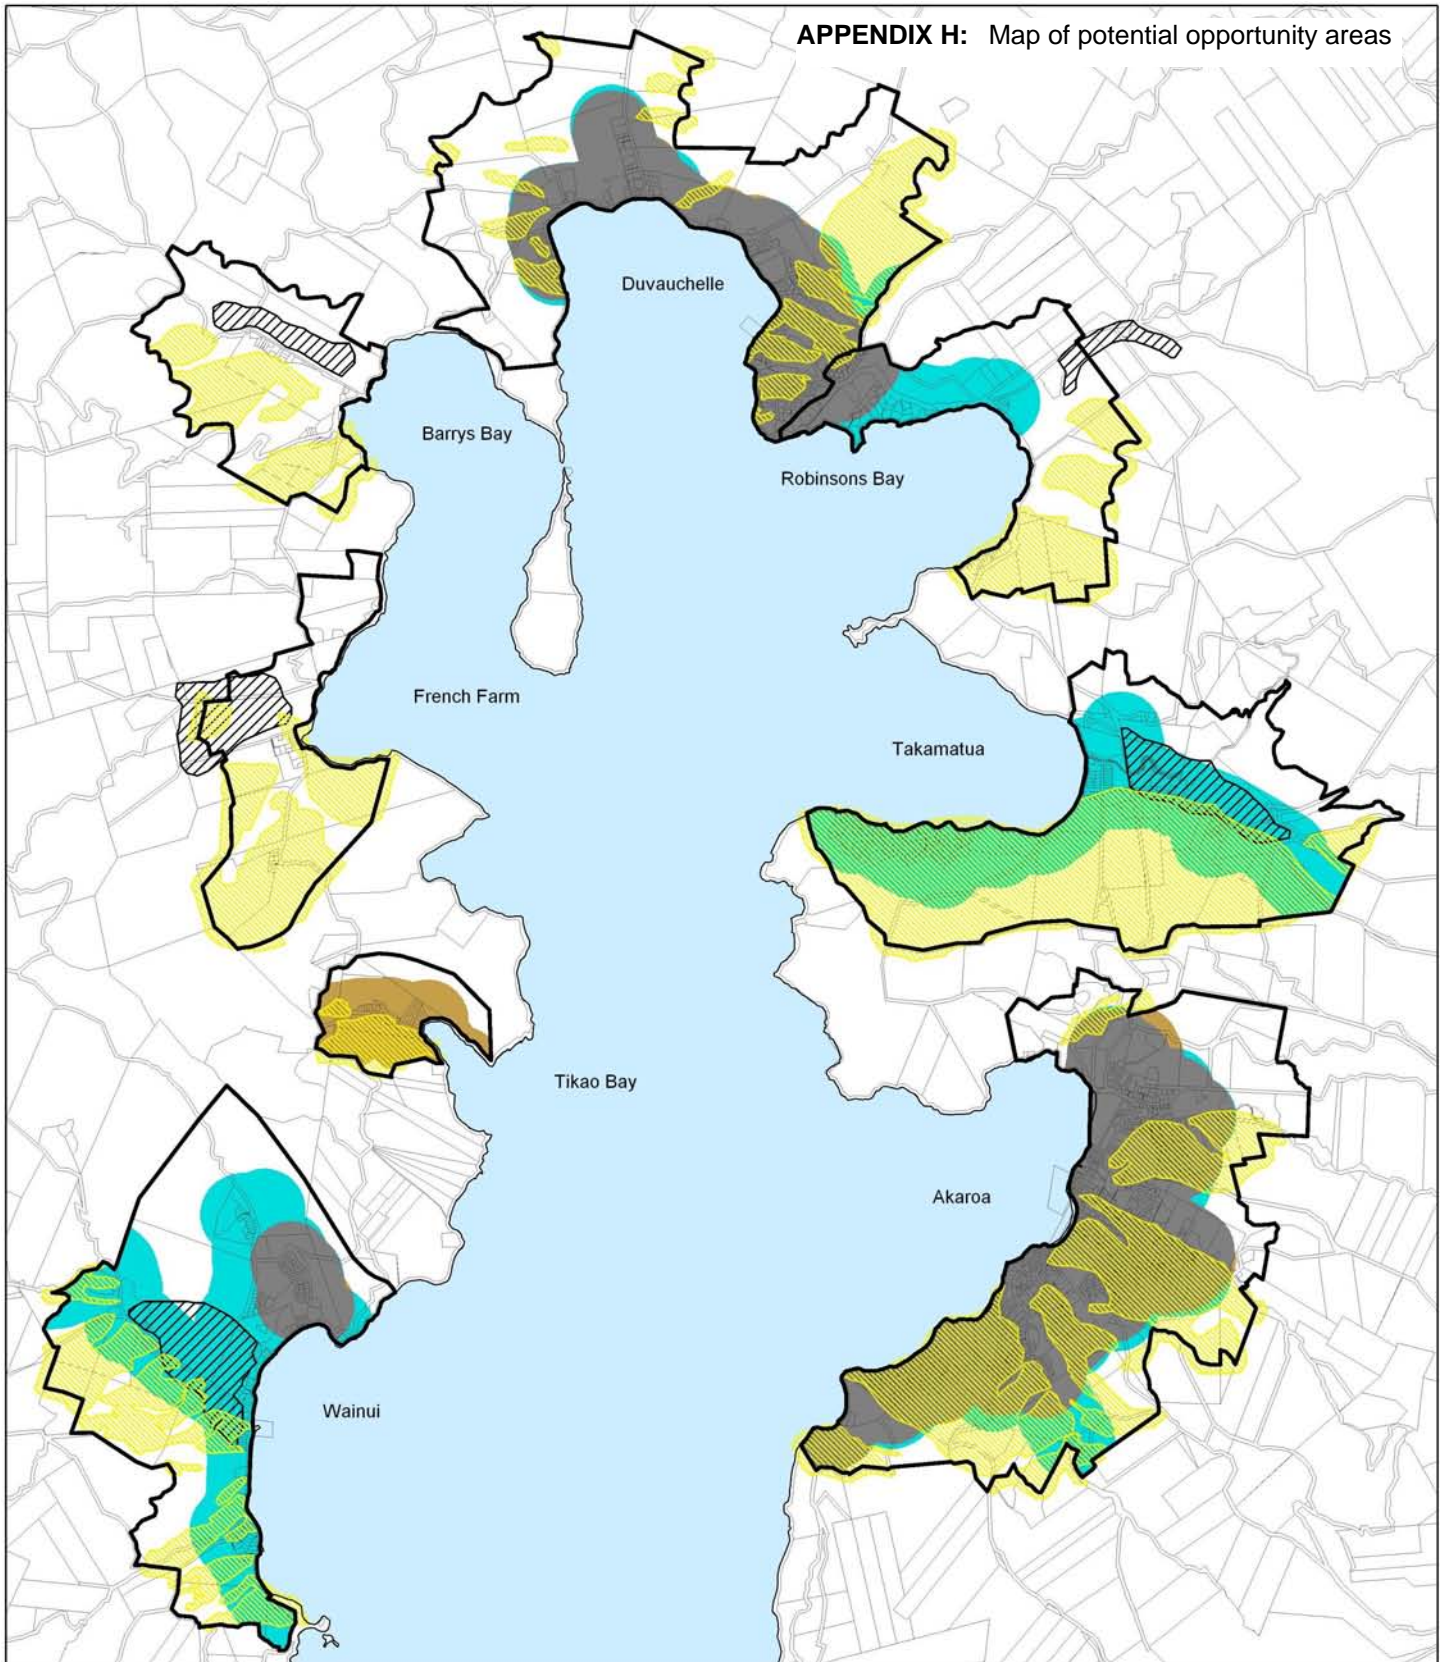 APPENDIX H: Map of potential opportunity areas
Duvauchelle
Barrys Bay
Robinsons Bay
French Farm
Takamatua
Tikao Bay
Akaroa
Wainui